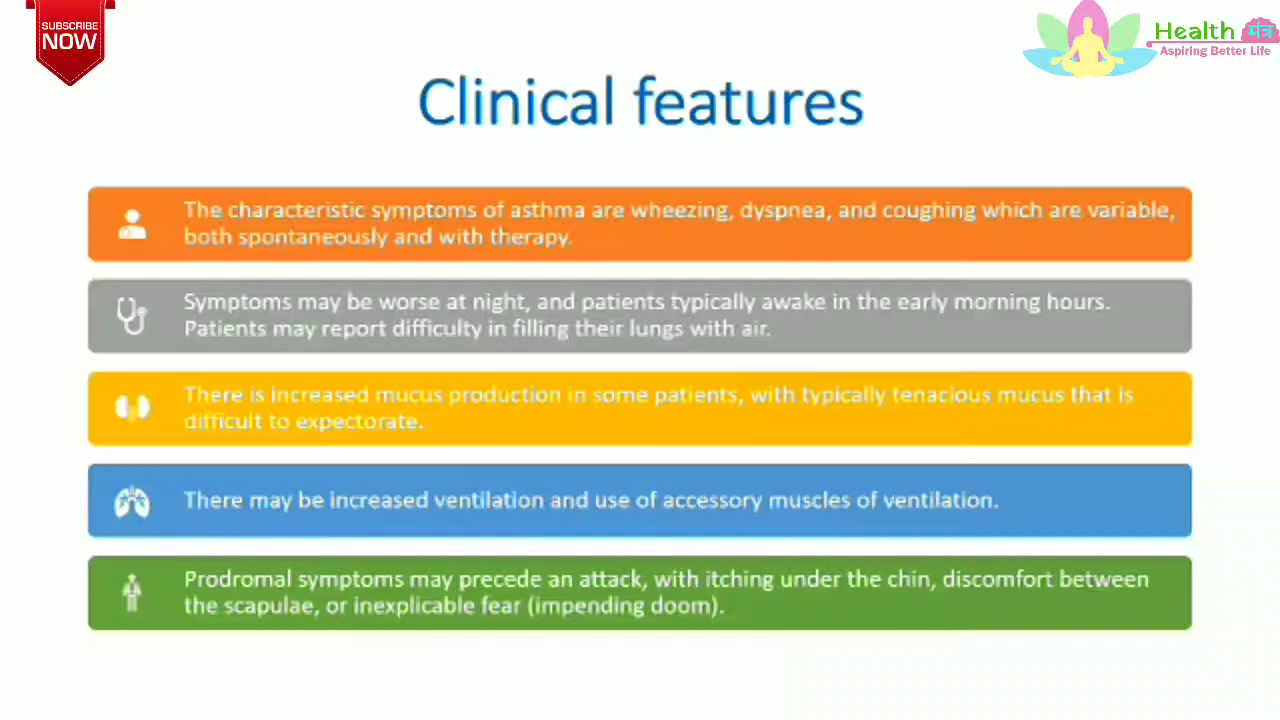 SUBSCRIBE
NOW
Health मंत्र
Aspiring Better Life
Clinical features
The characteristic symptoms of asthma are wheezing, dyspnea, and coughing which are variable,
both spontaneously and with therapy.
Symptoms may be worse at night, and patients typically awake in the early morning hours.
Patients may report difficulty in filling their lungs with air.
There is increased mucus production in some patients, with typically tenacious mucus that is
difficult to expectorate.
There may be increased ventilation and use of accessory muscles of ventilation.
Prodromal symptoms may precede an attack, with itching under the chin, discomfort between
the scapulae, or inexplicable fear (impending doom).